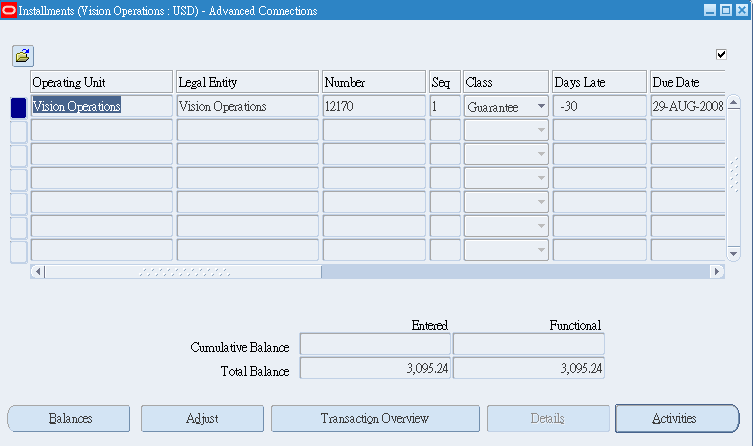 Installments (Vision Operations : USD) - Advanced Connections
Operating Unit Legal Entity Number Seq Class Days Late Due Date
Vision Operations Vision Operations 12170 1 Guarantee -30 29-AUG-2008
Entered Functional
Cumulative Balance
Total Balance 3,095.24 3,095.24
Balances Adjust Transaction Overview Details Activities